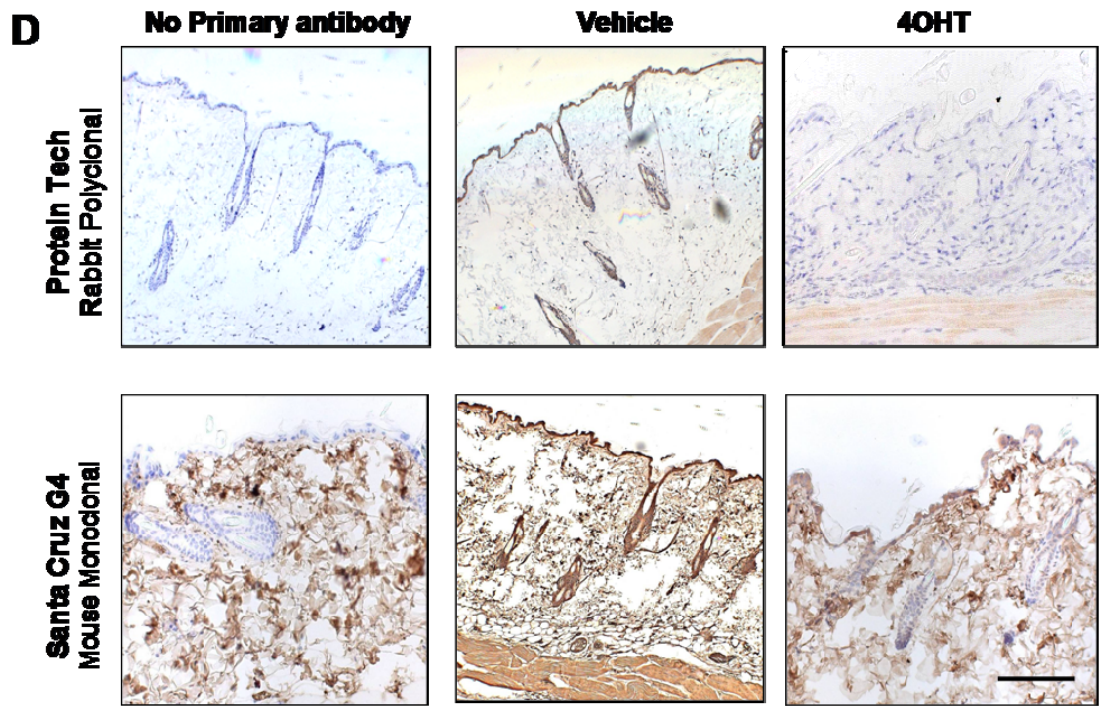 D
No Primary antibody
Vehicle
4OHT
Protein Tech
Rabbit Polyclonal
Santa Cruz G4
Mouse Monoclonal